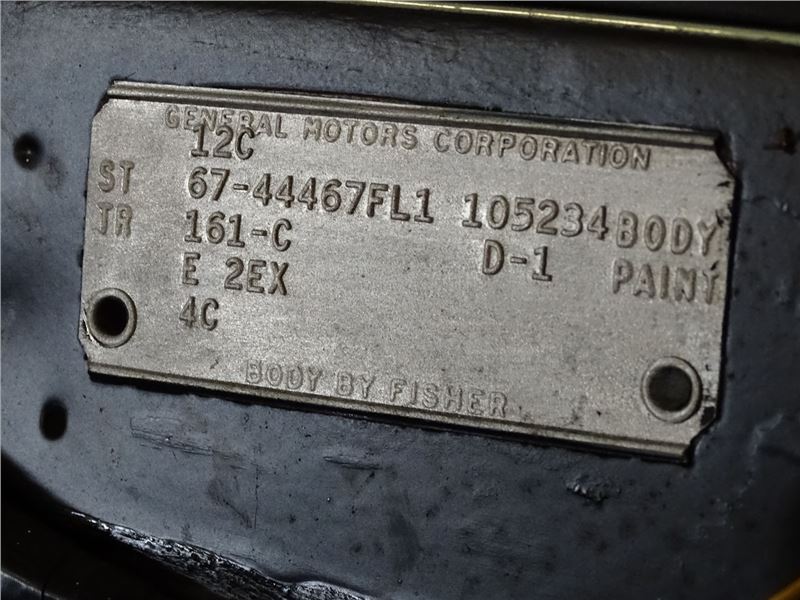 GENERAL MOTORS CORPORATION
12C
ST 67-44467FL1 105234 BODY
TR 161-C D-1 PAINT
E 2EX
4C
BODY BY FISHER